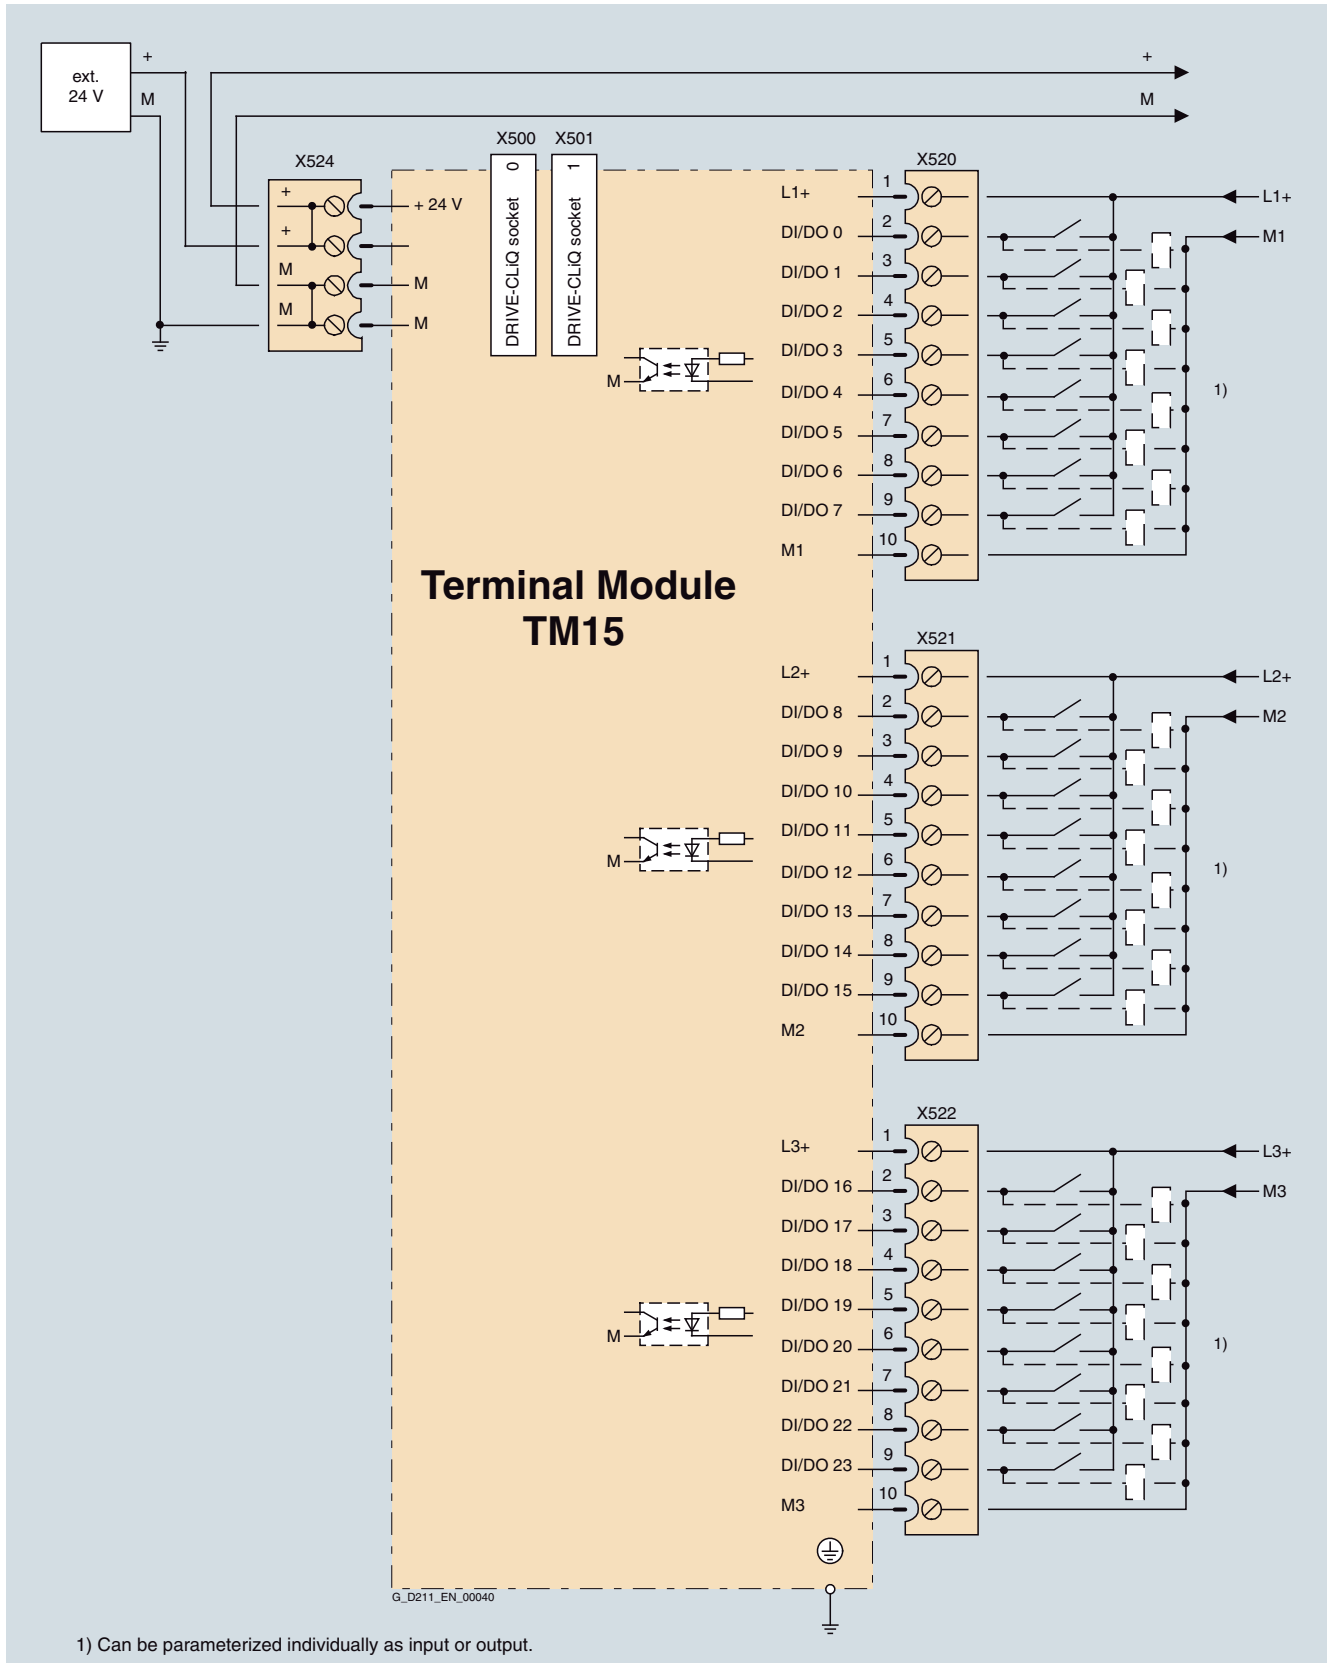 ext.
24 V
+
M
+
M
X524
+
+
M
M
+ 24 V
M
M
X500
X501
DRIVE-CLiQ socket 0
DRIVE-CLiQ socket 1
Terminal Module
TM15
M
M
M
X520
L1+ 1
DI/DO 0 2
DI/DO 1 3
DI/DO 2 4
DI/DO 3 5
DI/DO 4 6
DI/DO 5 7
DI/DO 6 8
DI/DO 7 9
M1 10
L1+
M1
1)
X521
L2+ 1
DI/DO 8 2
DI/DO 9 3
DI/DO 10 4
DI/DO 11 5
DI/DO 12 6
DI/DO 13 7
DI/DO 14 8
DI/DO 15 9
M2 10
L2+
M2
1)
X522
L3+ 1
DI/DO 16 2
DI/DO 17 3
DI/DO 18 4
DI/DO 19 5
DI/DO 20 6
DI/DO 21 7
DI/DO 22 8
DI/DO 23 9
M3 10
L3+
M3
1)
G_D211_EN_00040
1) Can be parameterized individually as input or output.